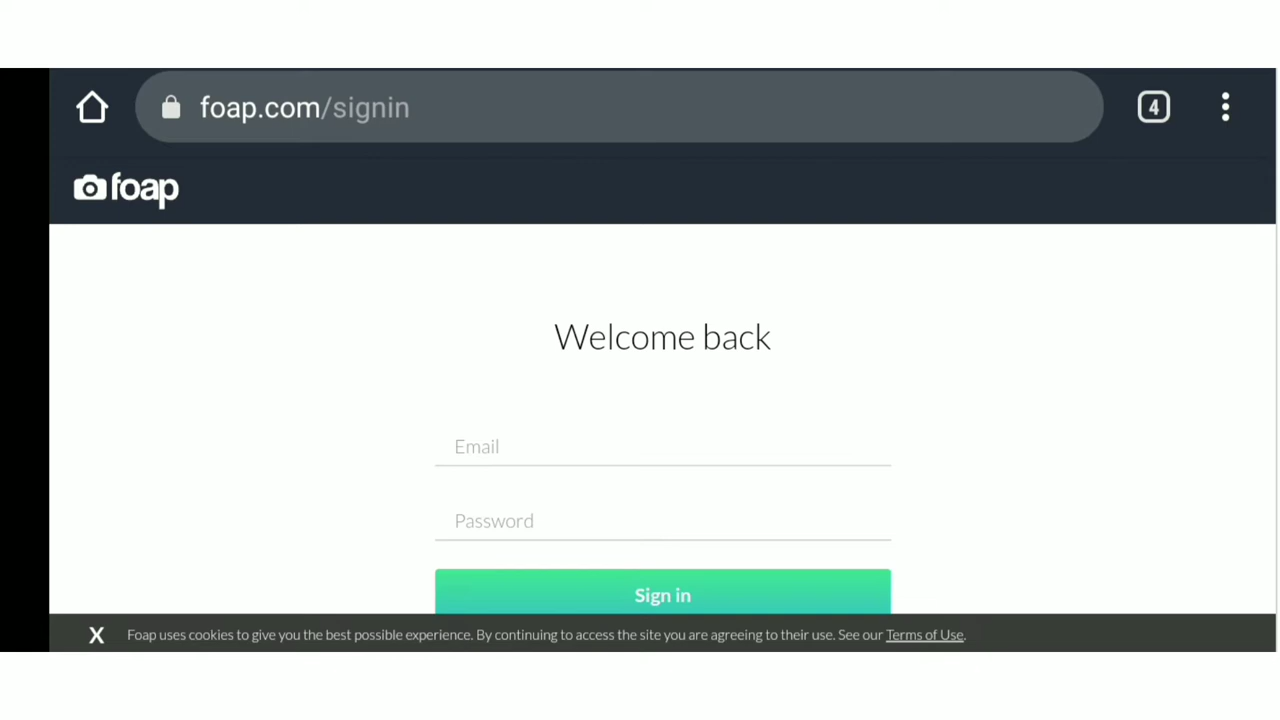 foap.com/signin
4
foap
Welcome back
Email
Password
Sign in
X
Foap uses cookies to give you the best possible experience. By continuing to access the site you are agreeing to their use. See our Terms of Use.